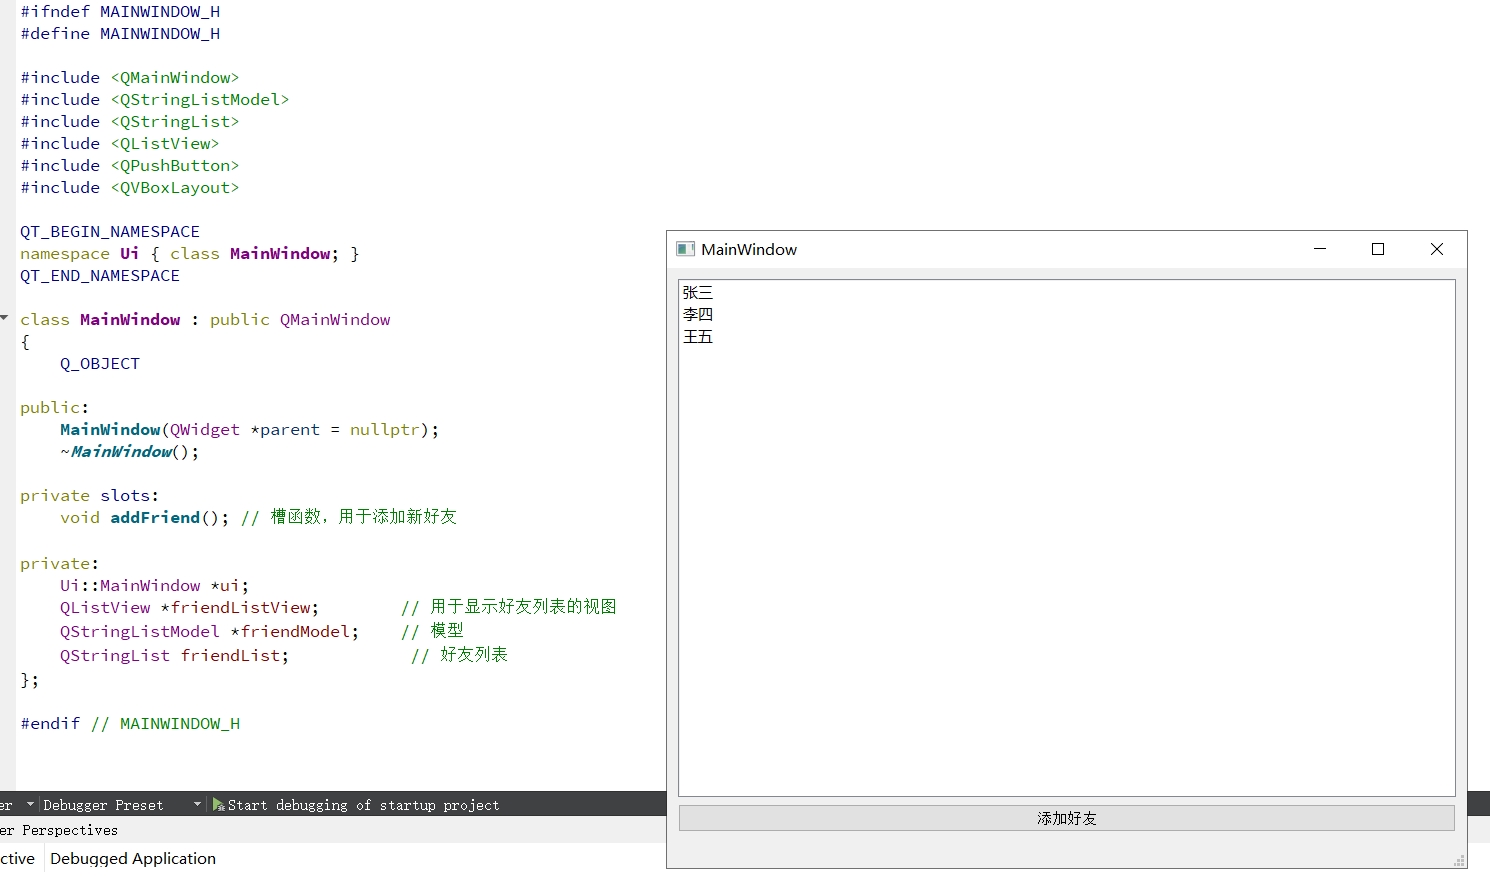 #ifndef MAINWINDOW_H
#define MAINWINDOW_H
#include <QMainWindow>
#include <QStringListModel>
#include <QStringList>
#include <QListView>
#include <QPushButton>
#include <QVBoxLayout>
QT_BEGIN_NAMESPACE
namespace Ui { class MainWindow; }
QT_END_NAMESPACE
class MainWindow : public QMainWindow
{
    Q_OBJECT
public:
    MainWindow(QWidget *parent = nullptr);
    ~MainWindow();
private slots:
    void addFriend(); // 槽函数，用于添加新好友
private:
    Ui::MainWindow *ui;
    QListView *friendListView;        // 用于显示好友列表的视图
    QStringListModel *friendModel;    // 模型
    QStringList friendList;            // 好友列表
};
#endif // MAINWINDOW_H
MainWindow
张三
李四
王五
添加好友
er Debugger Preset Start debugging of startup project
er Perspectives
ctive Debugged Application